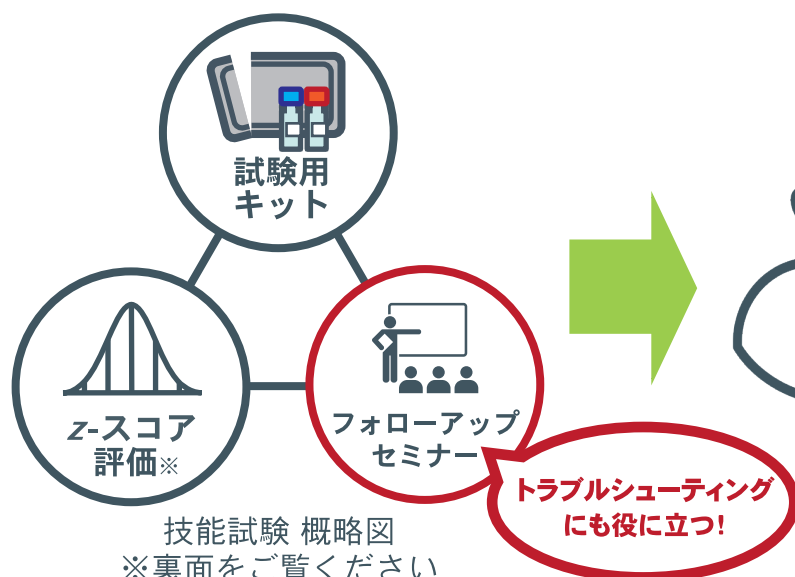 試験用
キット
z-スコア
評価※
フォローアップ
セミナー
トラブルシューティング
にも役に立つ!
技能試験 概略図
※裏面をご覧ください